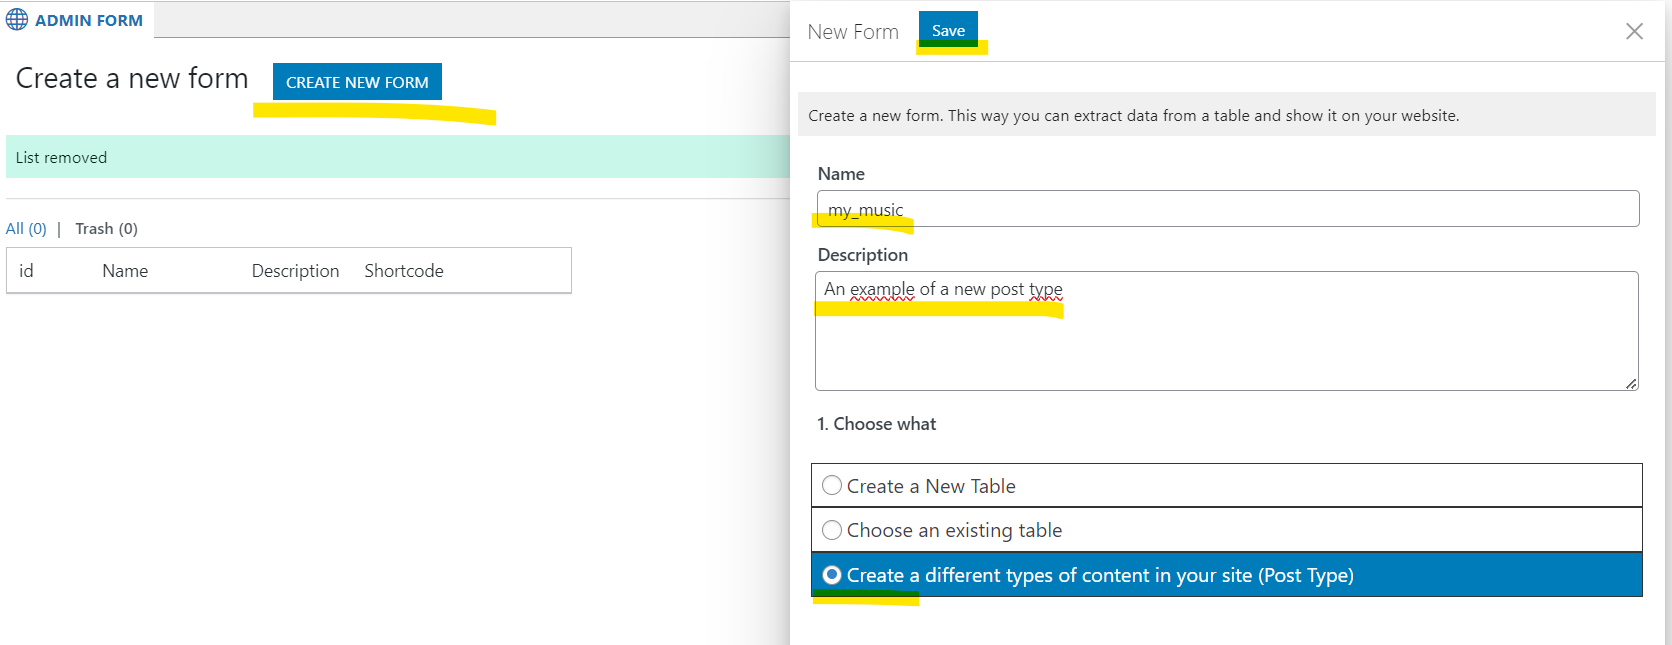 ADMIN FORM
Create a new form
CREATE NEW FORM
List removed
All (0) | Trash (0)
id Name Description Shortcode
New Form
Save
Create a new form. This way you can extract data from a table and show it on your website.
Name
my_music
Description
An example of a new post type
1. Choose what
Create a New Table
Choose an existing table
Create a different types of content in your site (Post Type)